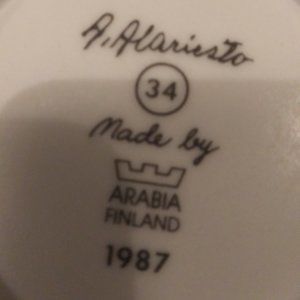 A. Alariesto
34
Made by
ARABIA
FINLAND
1987